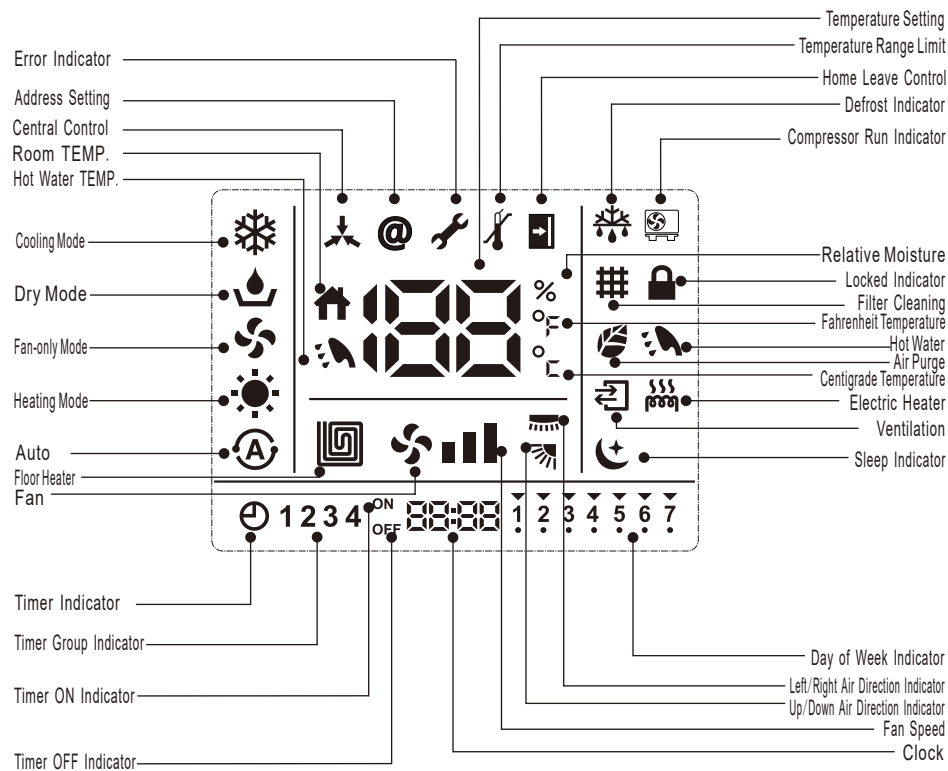 Temperature Setting
Temperature Range Limit
Error Indicator
Home Leave Control
Address Setting
Defrost Indicator
Central Control
Compressor Run Indicator
Room TEMP.
Hot Water TEMP.
@
Cooling Mode
Relative Moisture
Locked Indicator
Dry Mode
188
%
Filter Cleaning
°F
Fahrenheit Temperature
Fan-only Mode
Hot Water
Air Purge
°C
Centigrade Temperature
Heating Mode
Electric Heater
Ventilation
Auto
A
Sleep Indicator
Floor Heater
Fan
1 2 3 4
ON
OFF
88:88
1 2 3 4 5 6 7
Timer Indicator
Timer Group Indicator
Day of Week Indicator
Left/Right Air Direction Indicator
Timer ON Indicator
Up/Down Air Direction Indicator
Fan Speed
Clock
Timer OFF Indicator